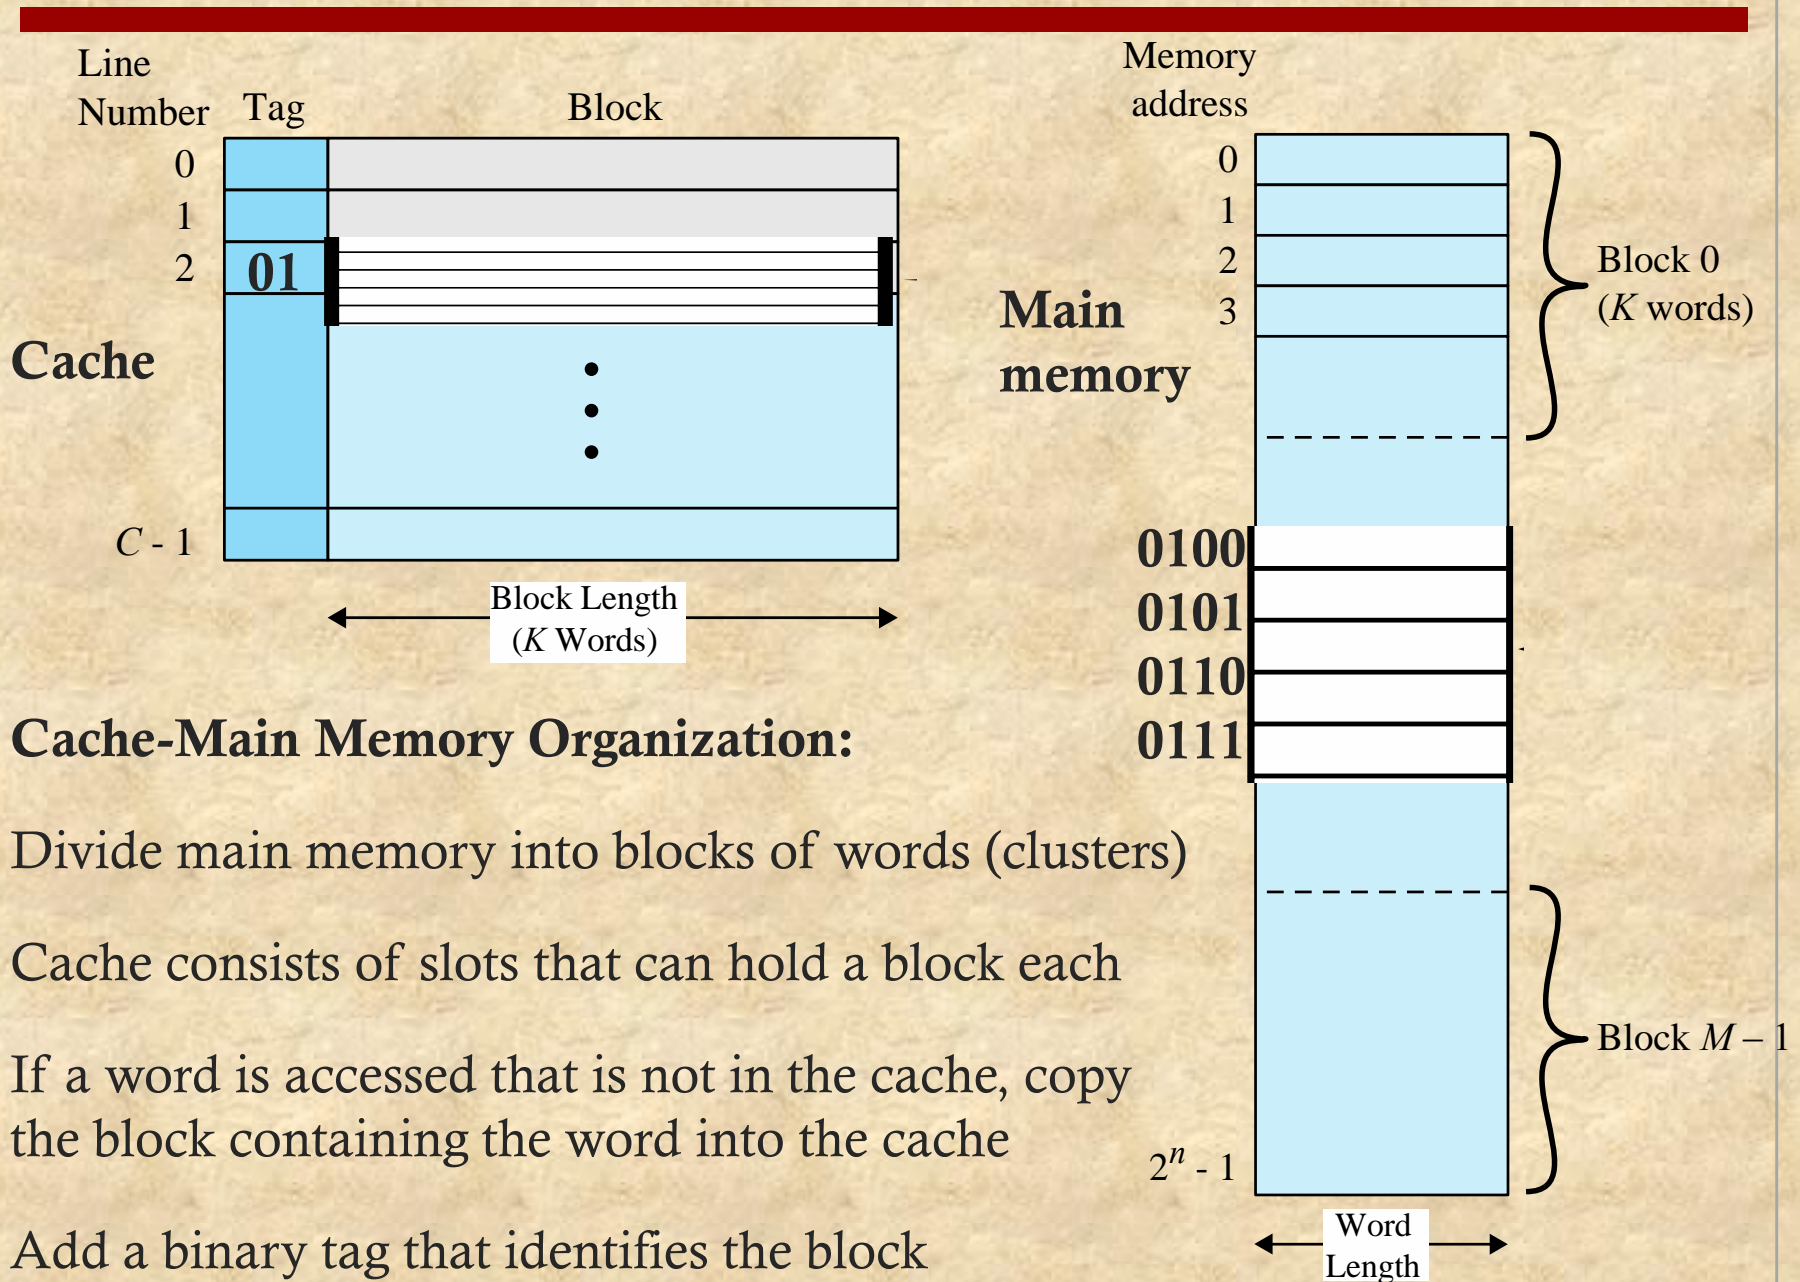 Line
Number
Tag
Block
0
1
2
01
Cache
C - 1
Block Length
(K Words)
Memory
address
0
1
2
3
Main
memory
Block 0
(K words)
0100
0101
0110
0111
Block M – 1
2ⁿ - 1
Word
Length
Cache-Main Memory Organization:
Divide main memory into blocks of words (clusters)
Cache consists of slots that can hold a block each
If a word is accessed that is not in the cache, copy
the block containing the word into the cache
Add a binary tag that identifies the block